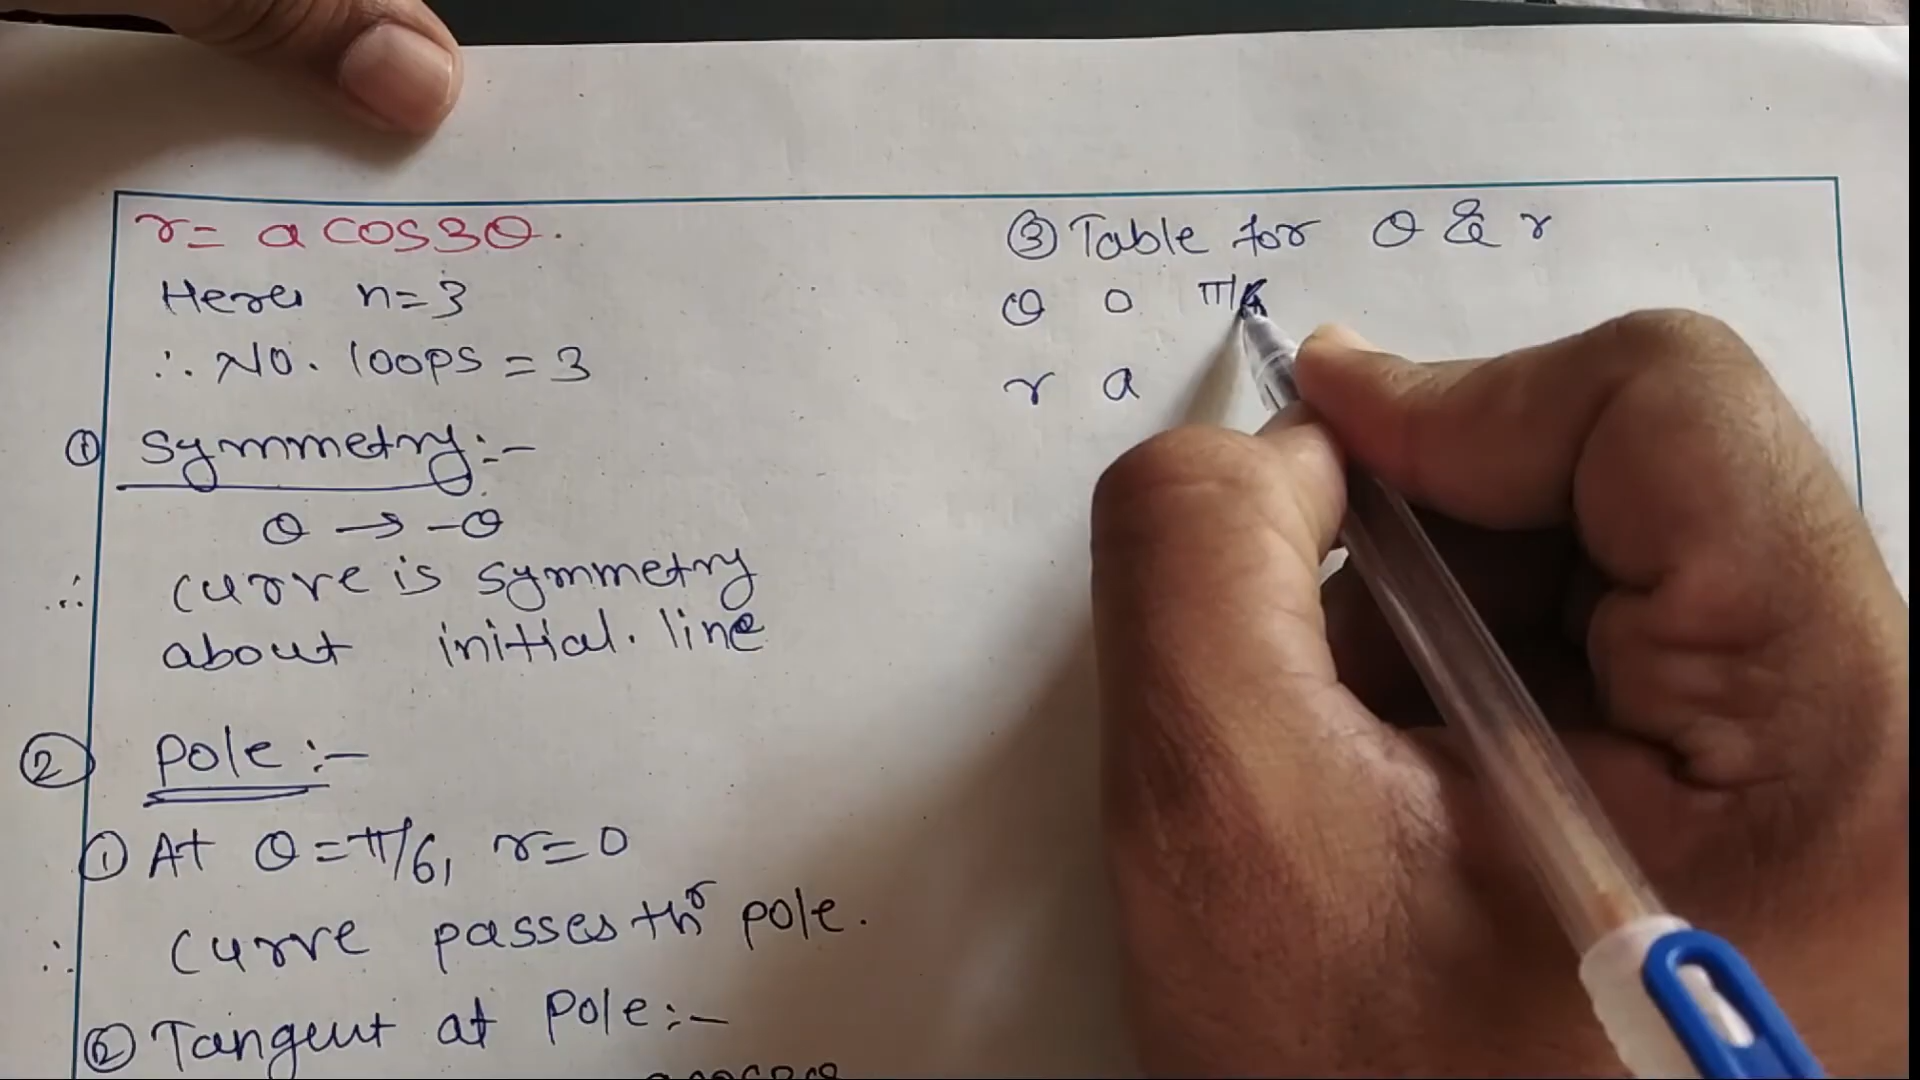 r = a cos3θ.
Here n=3
∴ No. loops = 3
① Symmetry:-
θ → -θ
∴ curve is symmetry
about initial. line
② Pole:-
① At θ=π/6, r=0
∴ curve passes thr pole.
② Tangent at Pole:-
③ Table for θ & r
θ 0 π/
r a